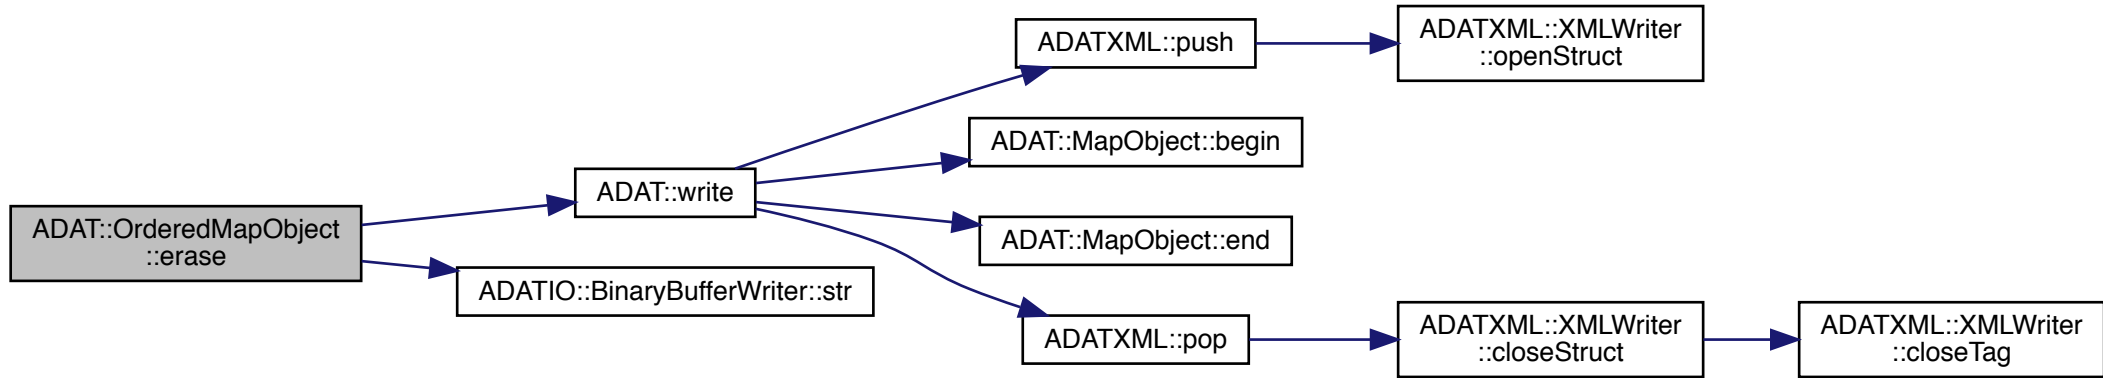 ADAT::OrderedMapObject
::erase
ADAT::write
ADATIO::BinaryBufferWriter::str
ADATXML::push
ADAT::MapObject::begin
ADAT::MapObject::end
ADATXML::pop
ADATXML::XMLWriter
::openStruct
ADATXML::XMLWriter
::closeStruct
ADATXML::XMLWriter
::closeTag